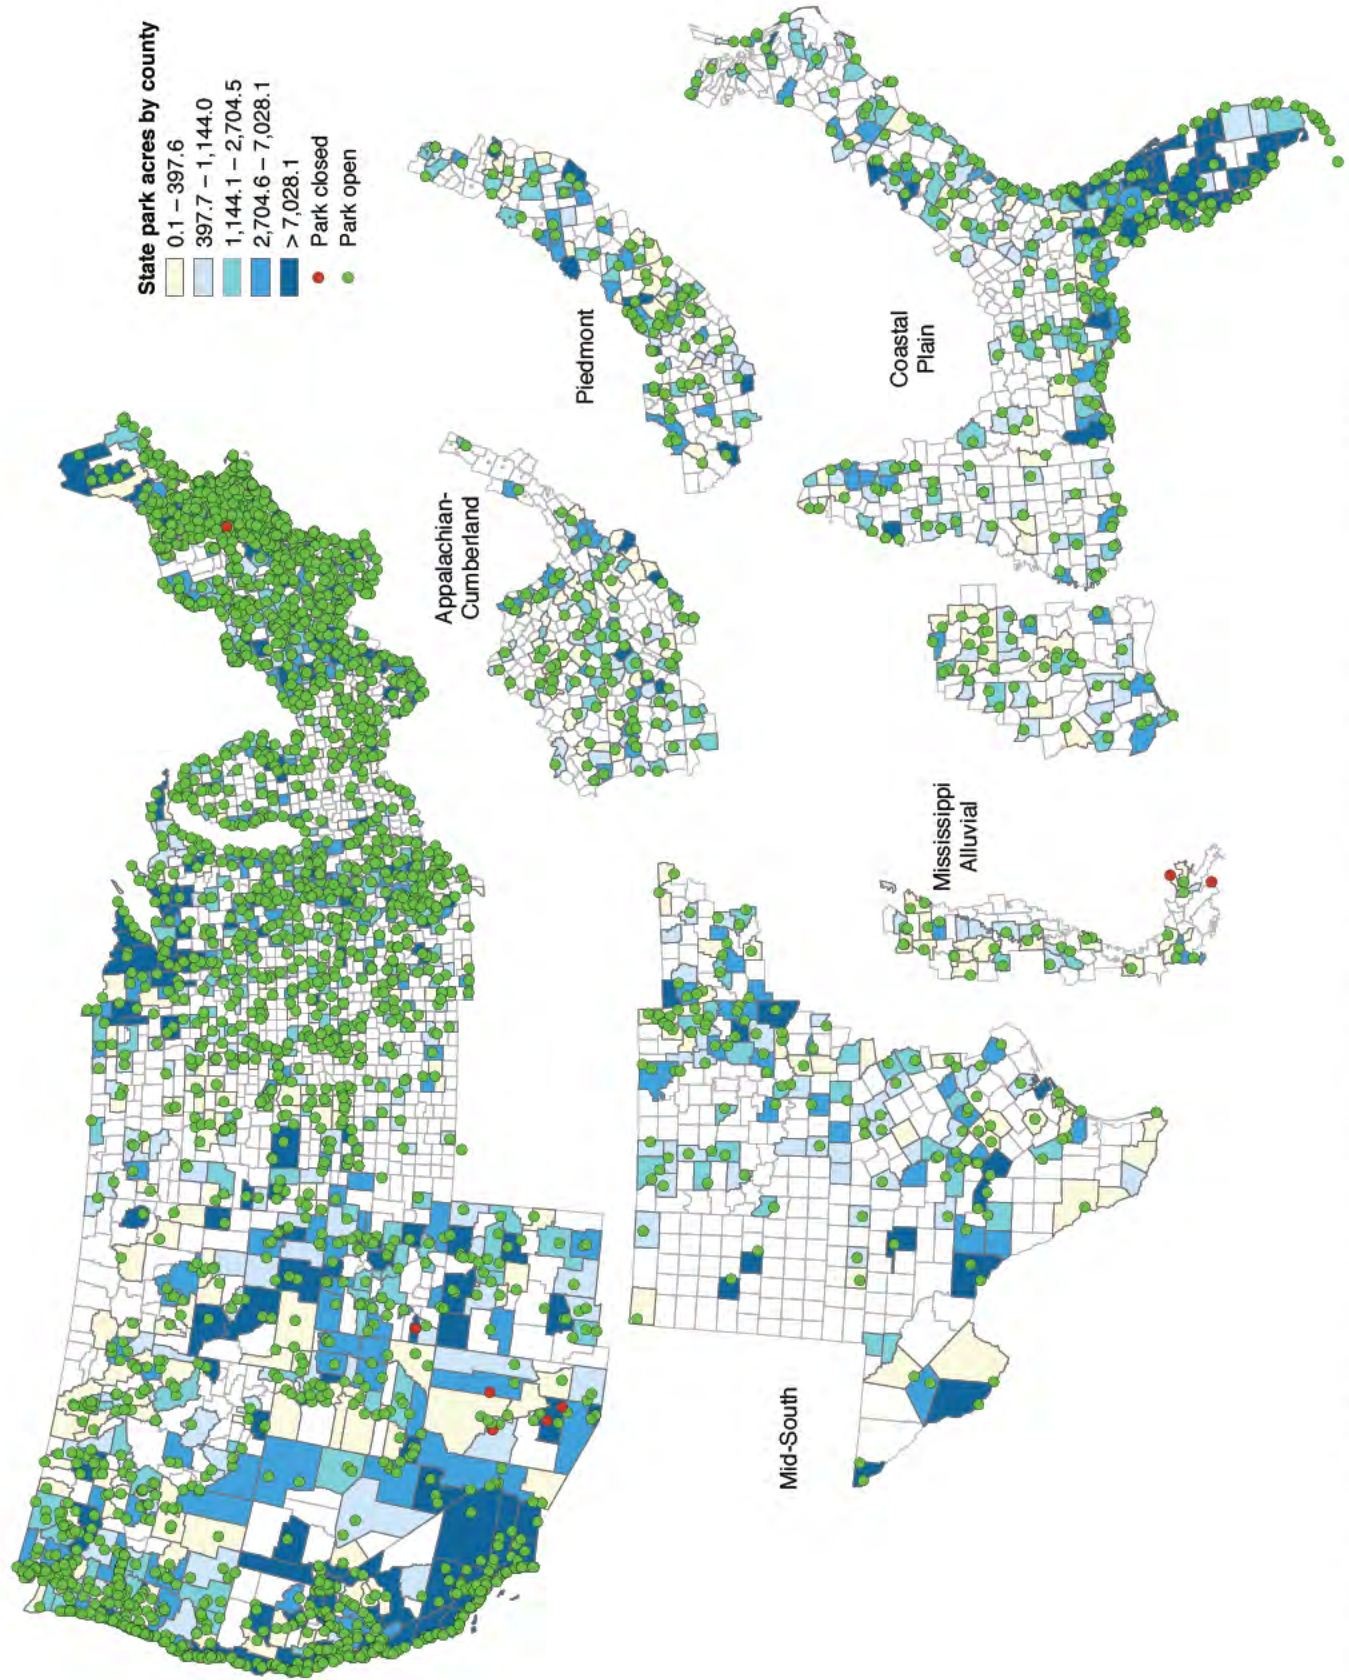 State park acres by county
0.1 – 397.6
397.7 – 1,144.0
1,144.1 – 2,704.5
2,704.6 – 7,028.1
> 7,028.1
Park closed
Park open
Piedmont
Appalachian-
Cumberland
Coastal
Plain
Mississippi
Alluvial
Mid-South